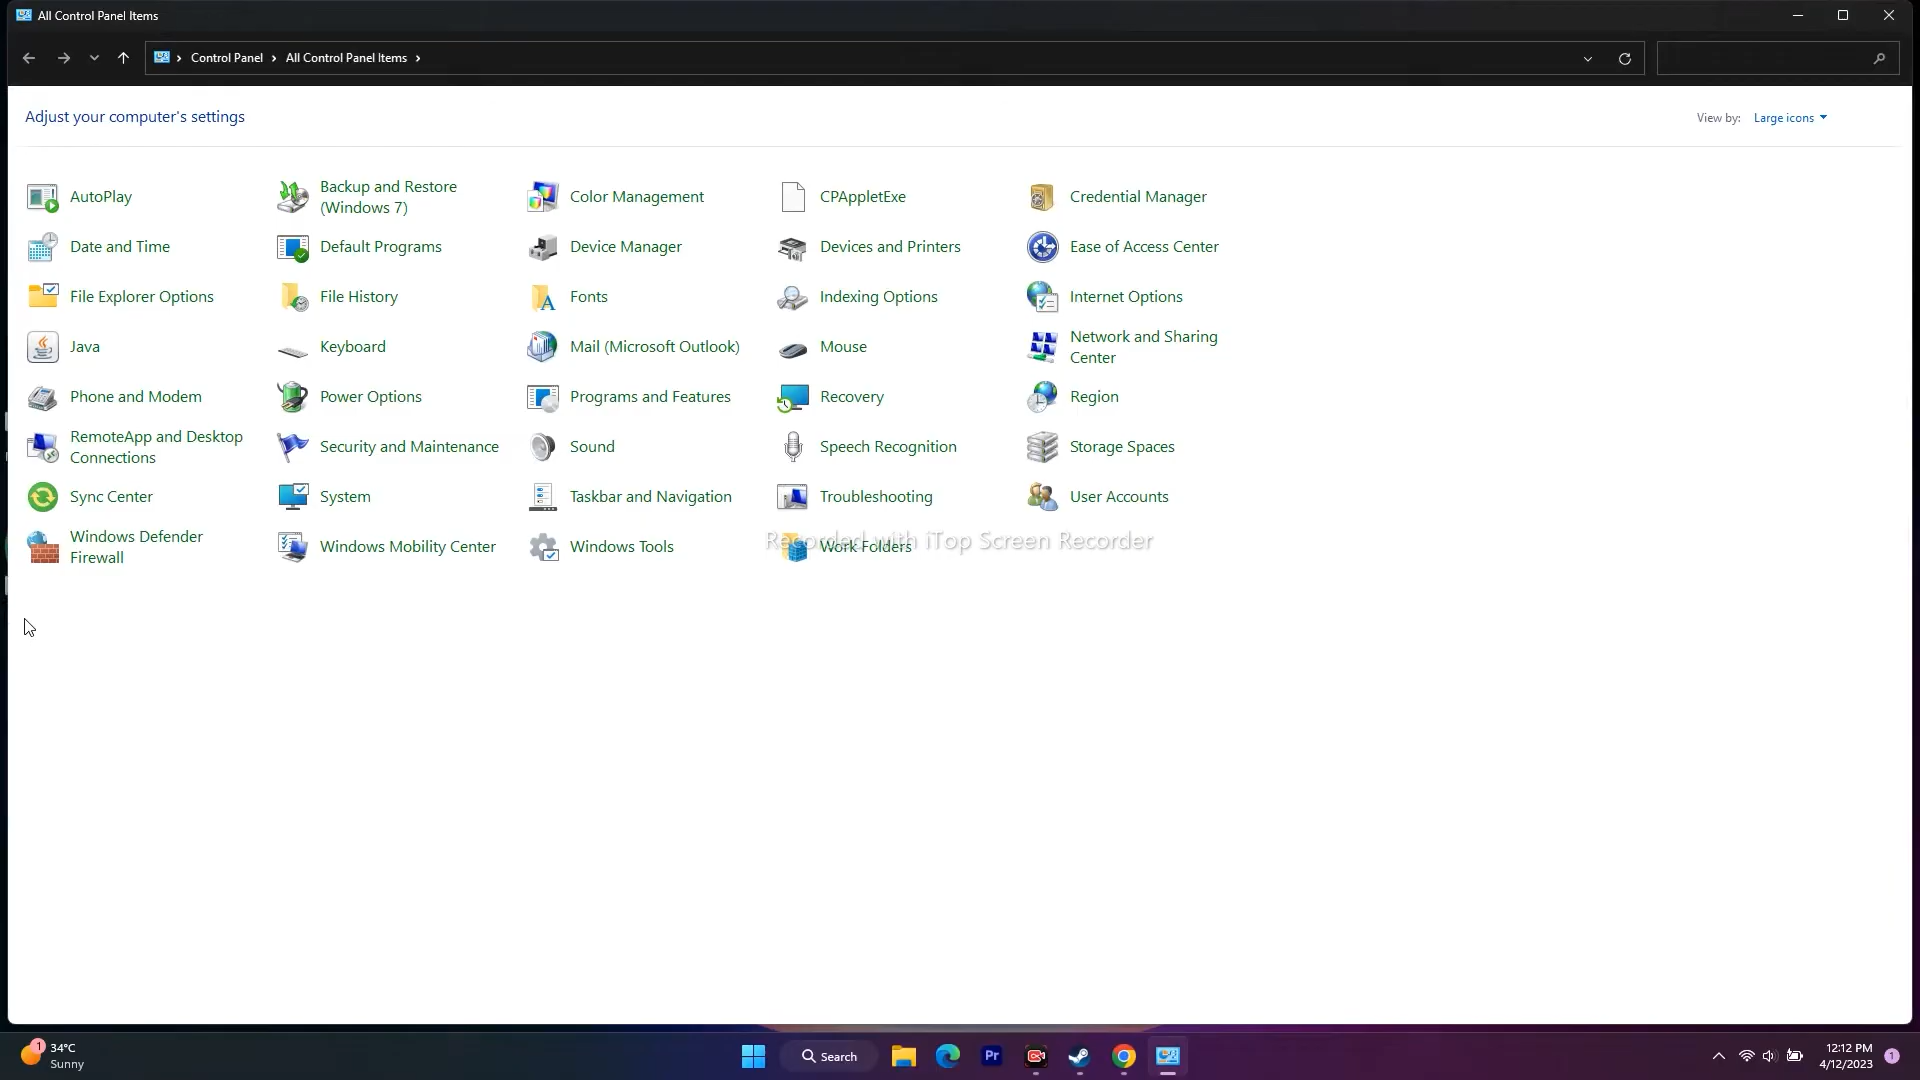 All Control Panel Items
Control Panel
All Control Panel Items
Adjust your computer's settings
View by:
Large icons
AutoPlay
Backup and Restore
(Windows 7)
Color Management
CPAppletExe
Credential Manager
Date and Time
Default Programs
Device Manager
Devices and Printers
Ease of Access Center
File Explorer Options
File History
Fonts
Indexing Options
Internet Options
Java
Keyboard
Mail (Microsoft Outlook)
Mouse
Network and Sharing
Center
Phone and Modem
Power Options
Programs and Features
Recovery
Region
RemoteApp and Desktop
Connections
Security and Maintenance
Sound
Speech Recognition
Storage Spaces
Sync Center
System
Taskbar and Navigation
Troubleshooting
User Accounts
Windows Defender
Firewall
Windows Mobility Center
Windows Tools
Work Folders
Recorded with iTop Screen Recorder
1
34°C
Sunny
Search
Pr
12:12 PM
4/12/2023
1